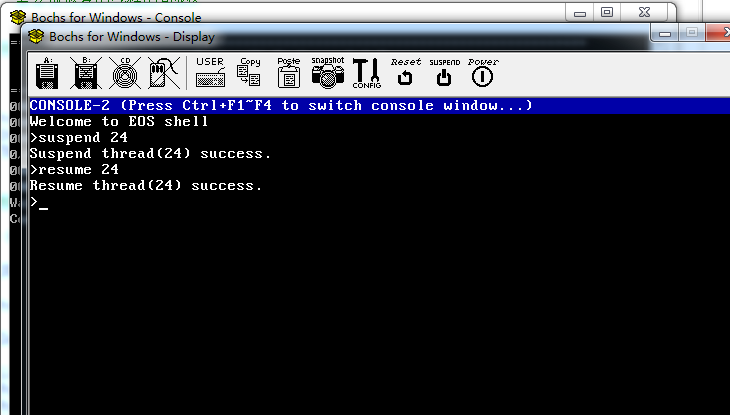 Bochs for Windows - Console
Bochs for Windows - Display
A: B: CD USER Copy Paste snapshot CONFIG Reset SUSPEND Power
CONSOLE-2 (Press Ctrl+F1~F4 to switch console window...)
Welcome to EOS shell
>suspend 24
Suspend thread(24) success.
>resume 24
Resume thread(24) success.
>_